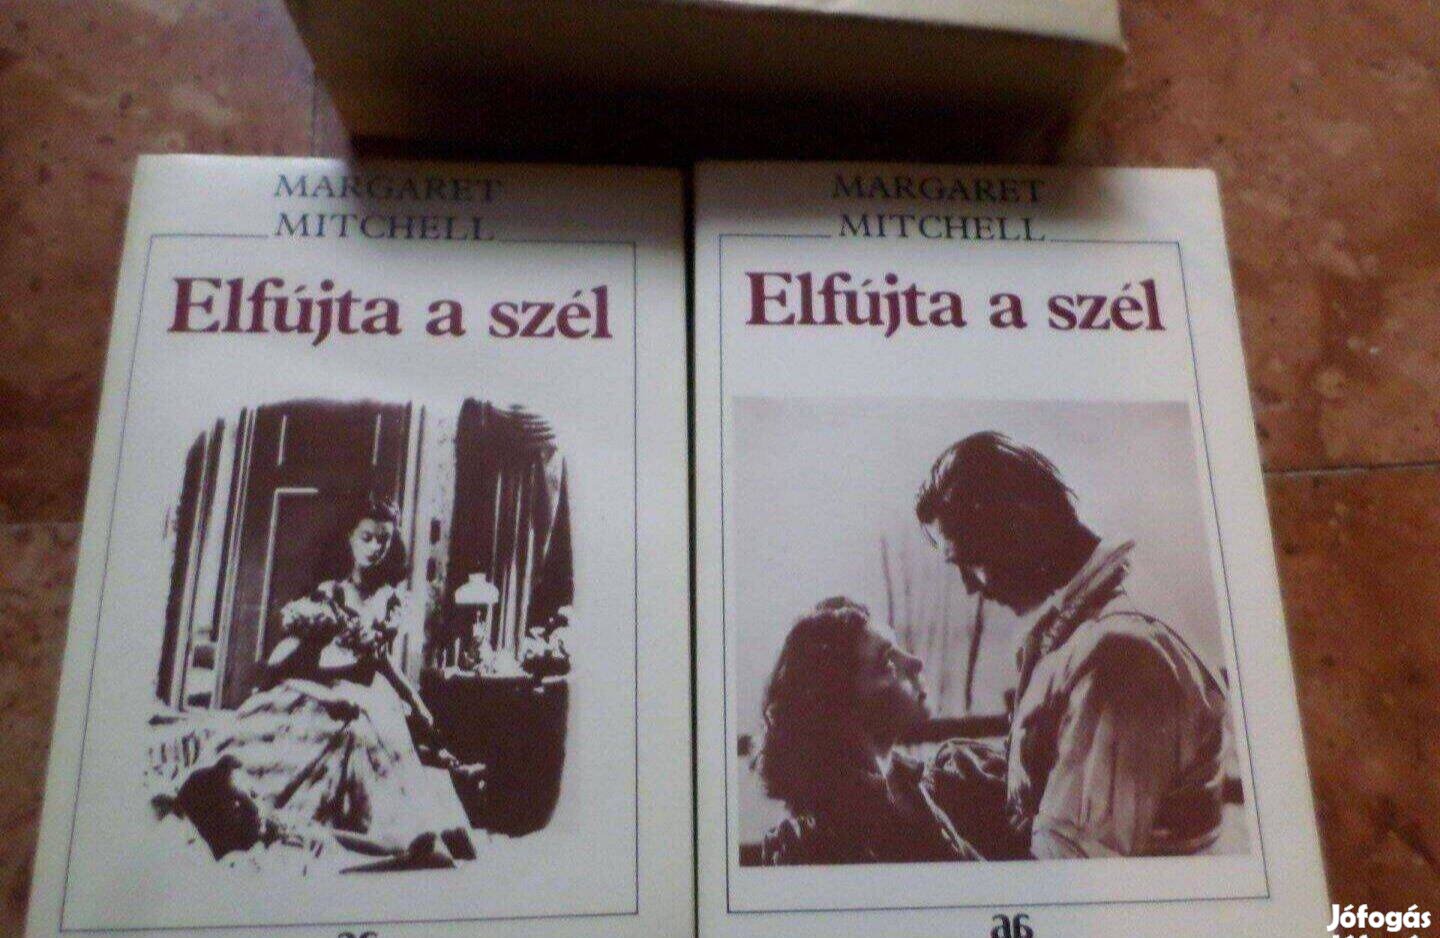 MARGARET
MITCHELL
Elfújta a szél
MARGARET
MITCHELL
Elfújta a szél
Jófogás